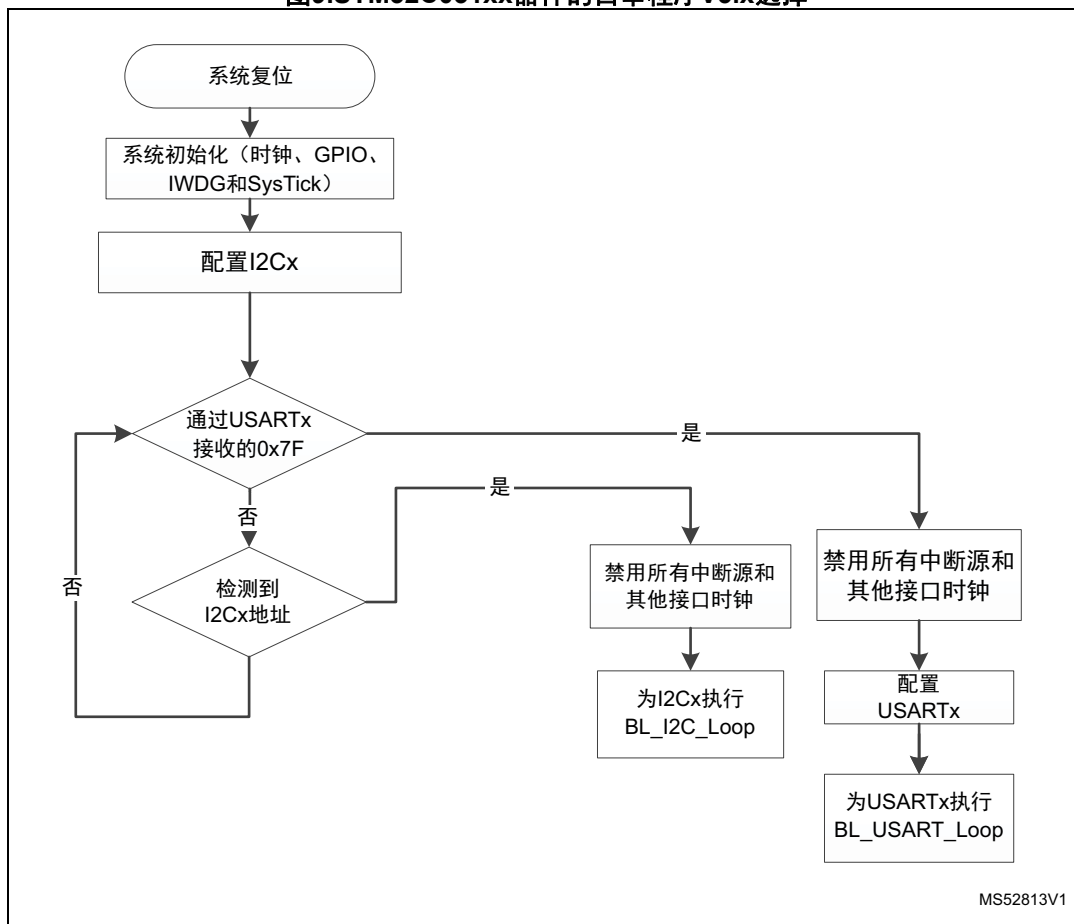 系统复位
系统初始化（时钟、GPIO、
IWDG和SysTick）
配置I2Cx
通过USARTx
接收的0x7F
是
否
是
否
检测到
I2Cx地址
禁用所有中断源和
其他接口时钟
禁用所有中断源和
其他接口时钟
为I2Cx执行
BL_I2C_Loop
配置
USARTx
为USARTx执行
BL_USART_Loop
MS52813V1